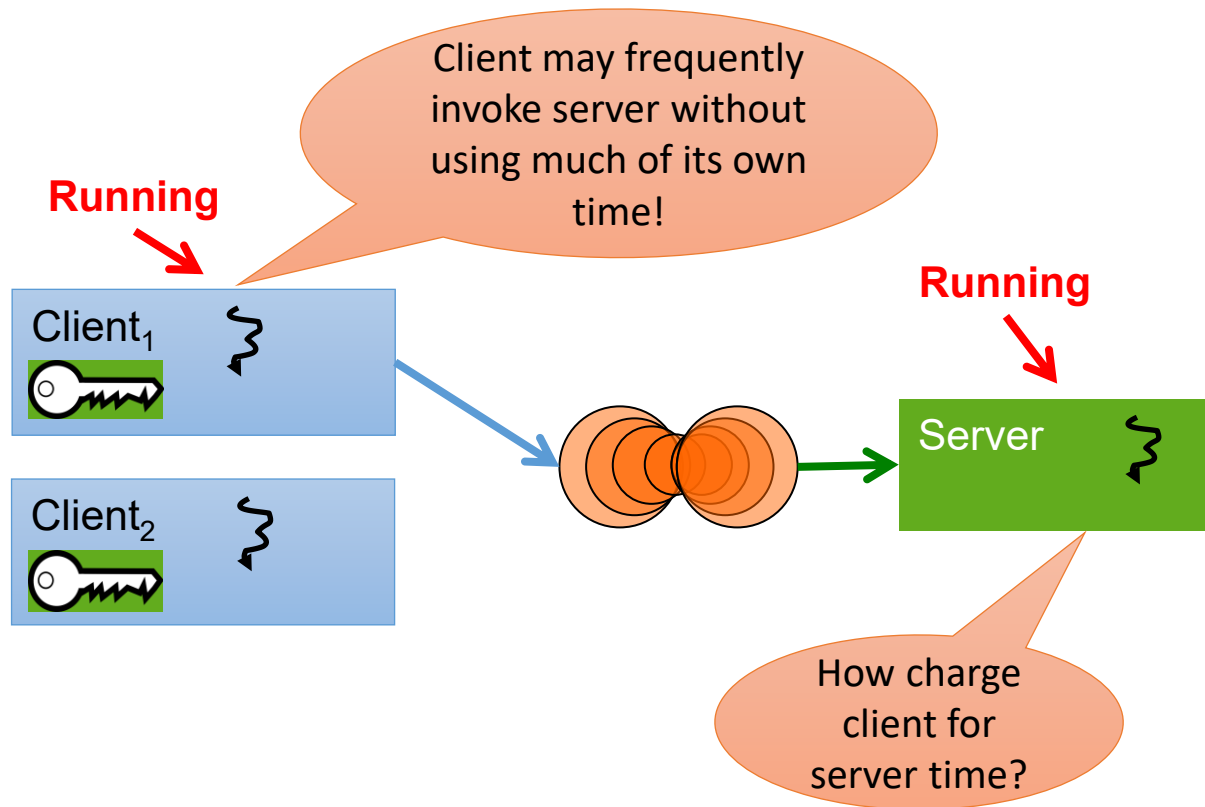 Client may frequently
invoke server without
using much of its own
time!
Running
Running
Client₁
Server
Client₂
How charge
client for
server time?